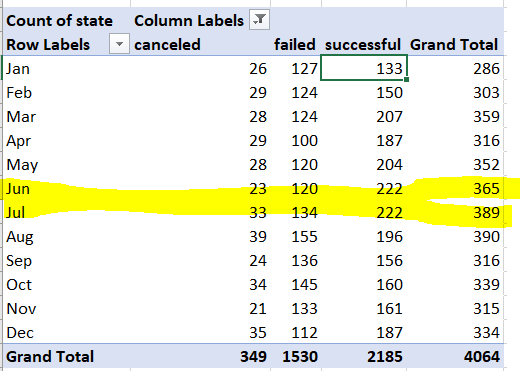 Count of state Column Labels
Row Labels canceled failed successful Grand Total
Jan 26 127 133 286
Feb 29 124 150 303
Mar 28 124 207 359
Apr 29 100 187 316
May 28 120 204 352
Jun 23 120 222 365
Jul 33 134 222 389
Aug 39 155 196 390
Sep 24 136 156 316
Oct 34 145 160 339
Nov 21 133 161 315
Dec 35 112 187 334
Grand Total 349 1530 2185 4064